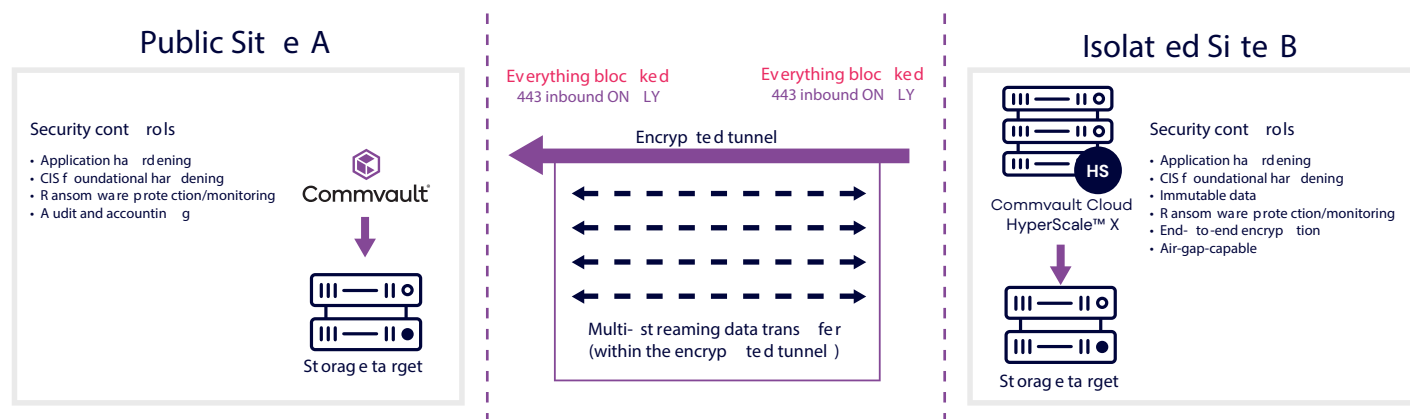 Public Site A
Security controls
• Application hardening
• CIS foundational hardening
• Ransomware protection/monitoring
• Audit and accounting
Commvault®
Storage target
Everything blocked
443 inbound ONLY
Everything blocked
443 inbound ONLY
Encrypted tunnel
Multi-streaming data transfer
(within the encrypted tunnel)
Isolated Site B
HS
Commvault Cloud
HyperScale™ X
Storage target
Security controls
• Application hardening
• CIS foundational hardening
• Immutable data
• Ransomware protection/monitoring
• End-to-end encryption
• Air-gap-capable